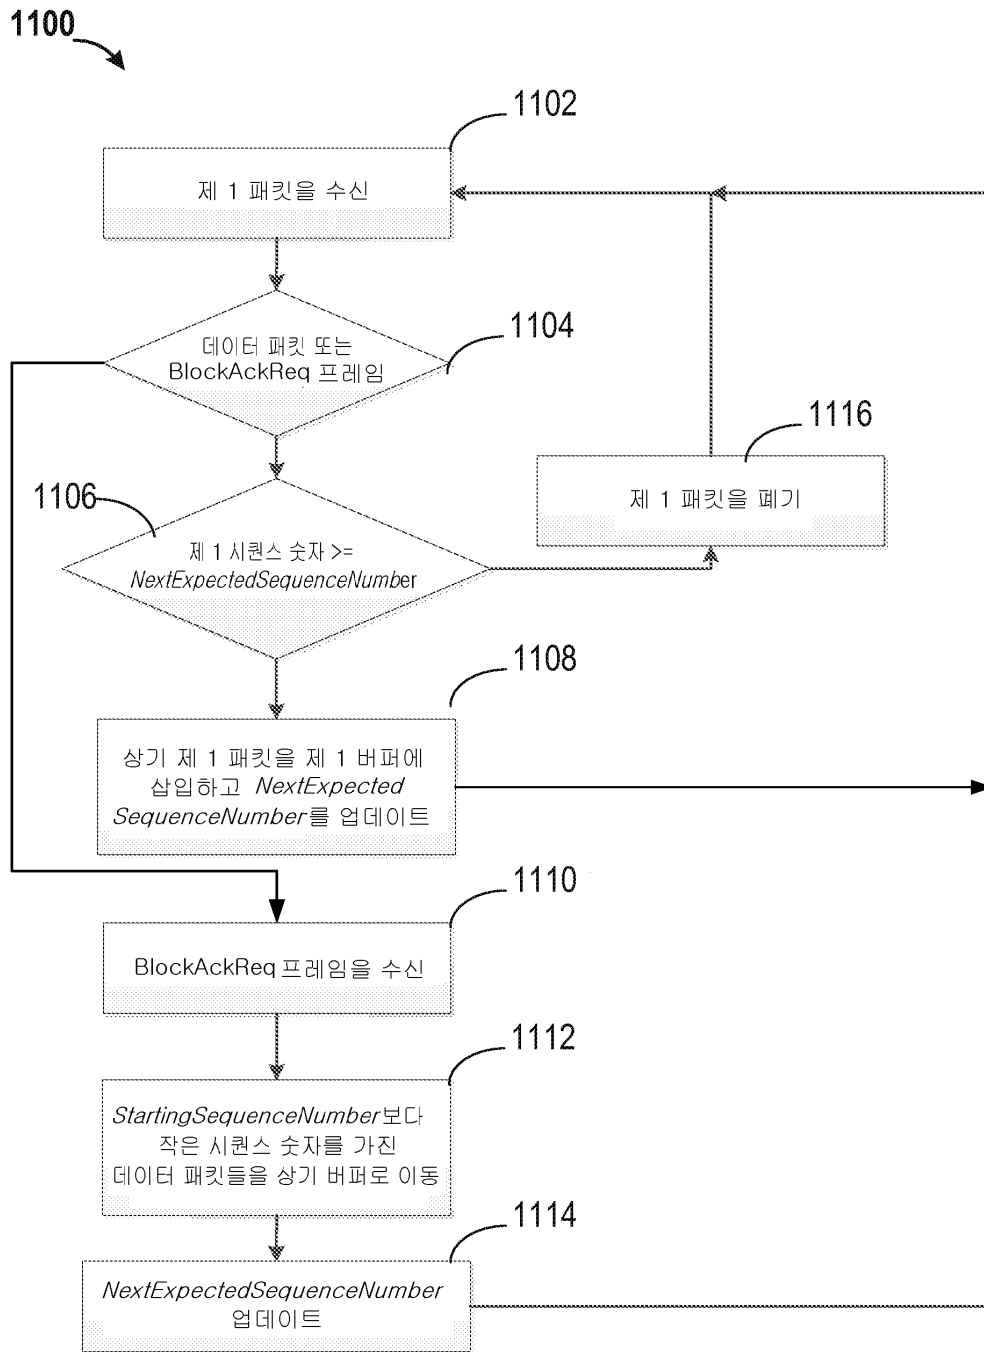 1100
1102
제 1 패킷을 수신
1104
데이터 패킷 또는
BlockAckReq 프레임
1116
제 1 패킷을 폐기
1106
제 1 시퀀스 숫자 >=
NextExpectedSequenceNumber
1108
상기 제 1 패킷을 제 1 버퍼에
삽입하고 NextExpected
SequenceNumber를 업데이트
1110
BlockAckReq 프레임을 수신
1112
StartingSequenceNumber보다
작은 시퀀스 숫자를 가진
데이터 패킷들을 상기 버퍼로 이동
1114
NextExpectedSequenceNumber
업데이트